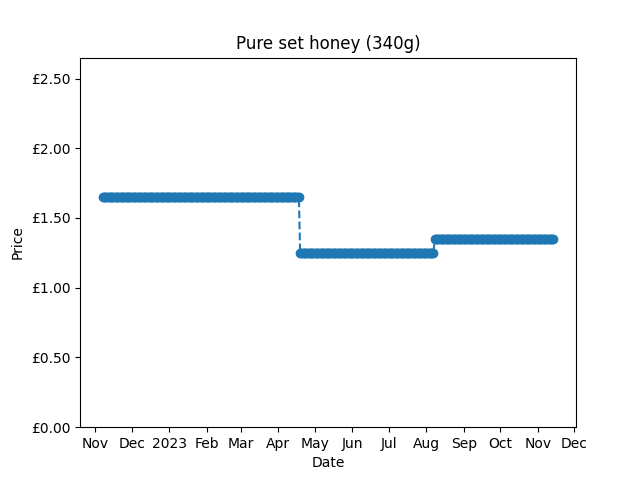 Pure set honey (340g)
£2.50
£2.00
£1.50
£1.00
£0.50
£0.00
Price
Nov Dec 2023 Feb Mar Apr May Jun Jul Aug Sep Oct Nov Dec
Date